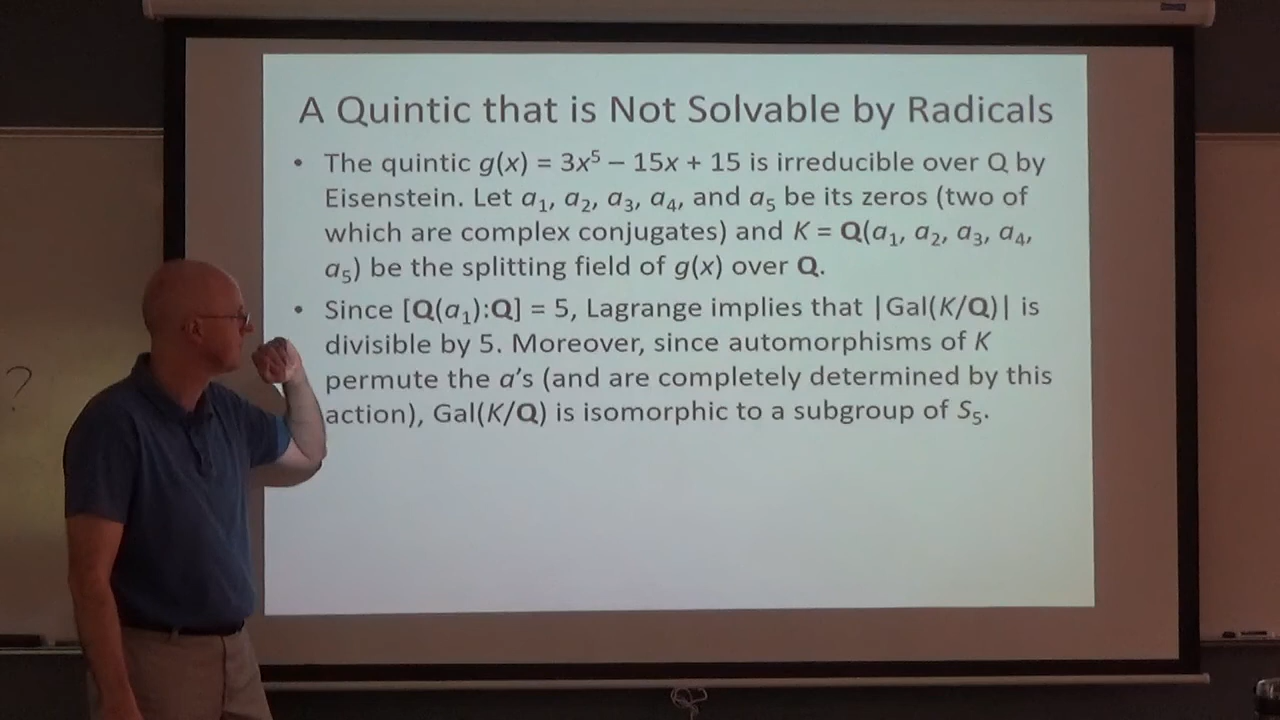 A Quintic that is Not Solvable by Radicals
• The quintic g(x) = 3x⁵ – 15x + 15 is irreducible over Q by
Eisenstein. Let a₁, a₂, a₃, a₄, and a₅ be its zeros (two of
which are complex conjugates) and K = Q(a₁, a₂, a₃, a₄,
a₅) be the splitting field of g(x) over Q.
• Since [Q(a₁):Q] = 5, Lagrange implies that |Gal(K/Q)| is
divisible by 5. Moreover, since automorphisms of K
permute the a's (and are completely determined by this
action), Gal(K/Q) is isomorphic to a subgroup of S₅.
?